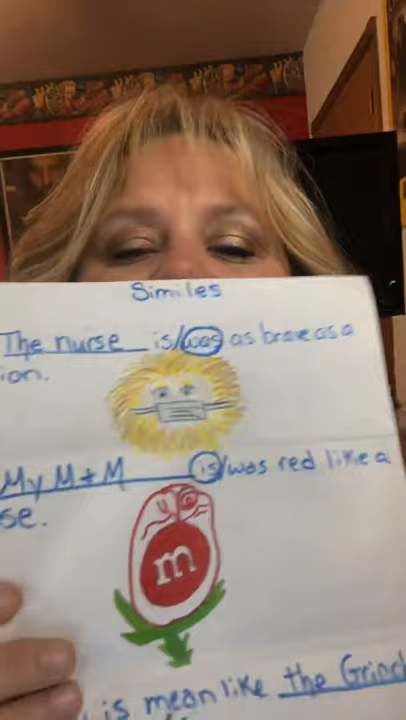 Similes
The nurse is/was as brave as a
ion.
My M+M is/was red like a
se.
m
is mean like the Grinc